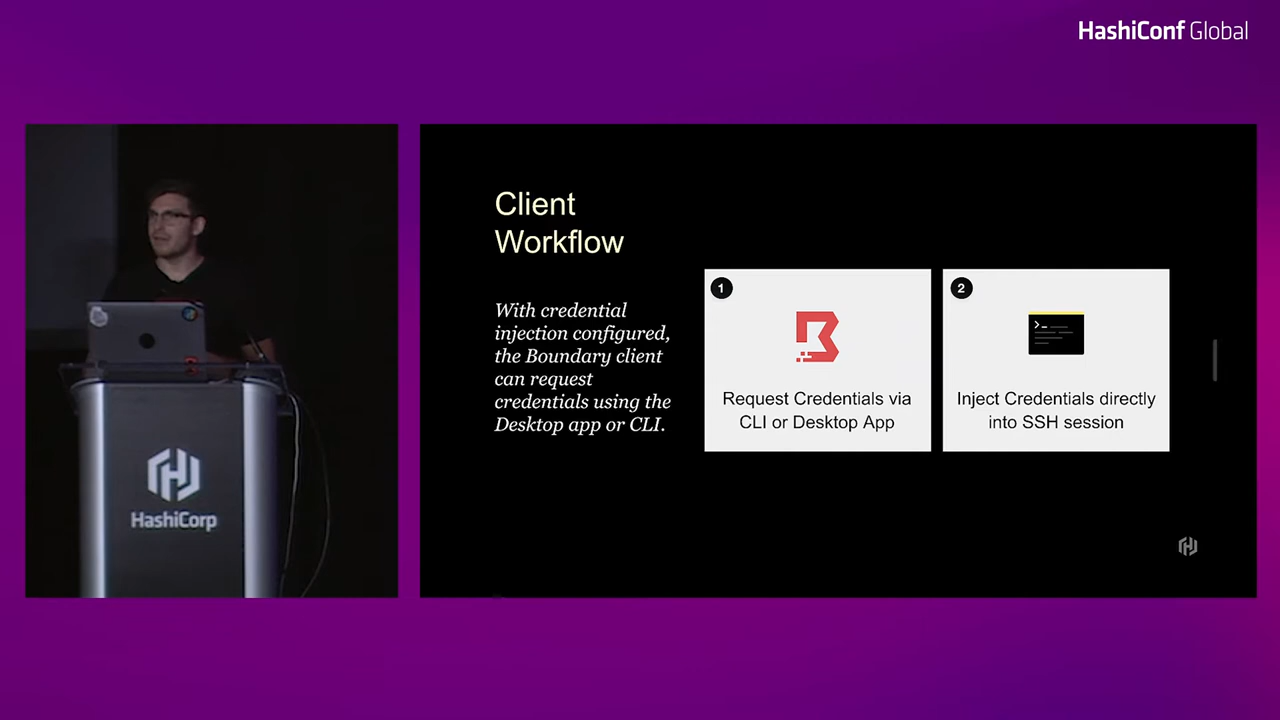 HashiConf Global
Client
Workflow
With credential
injection configured,
the Boundary client
can request
credentials using the
Desktop app or CLI.
1
Request Credentials via
CLI or Desktop App
2
Inject Credentials directly
into SSH session
HashiCorp